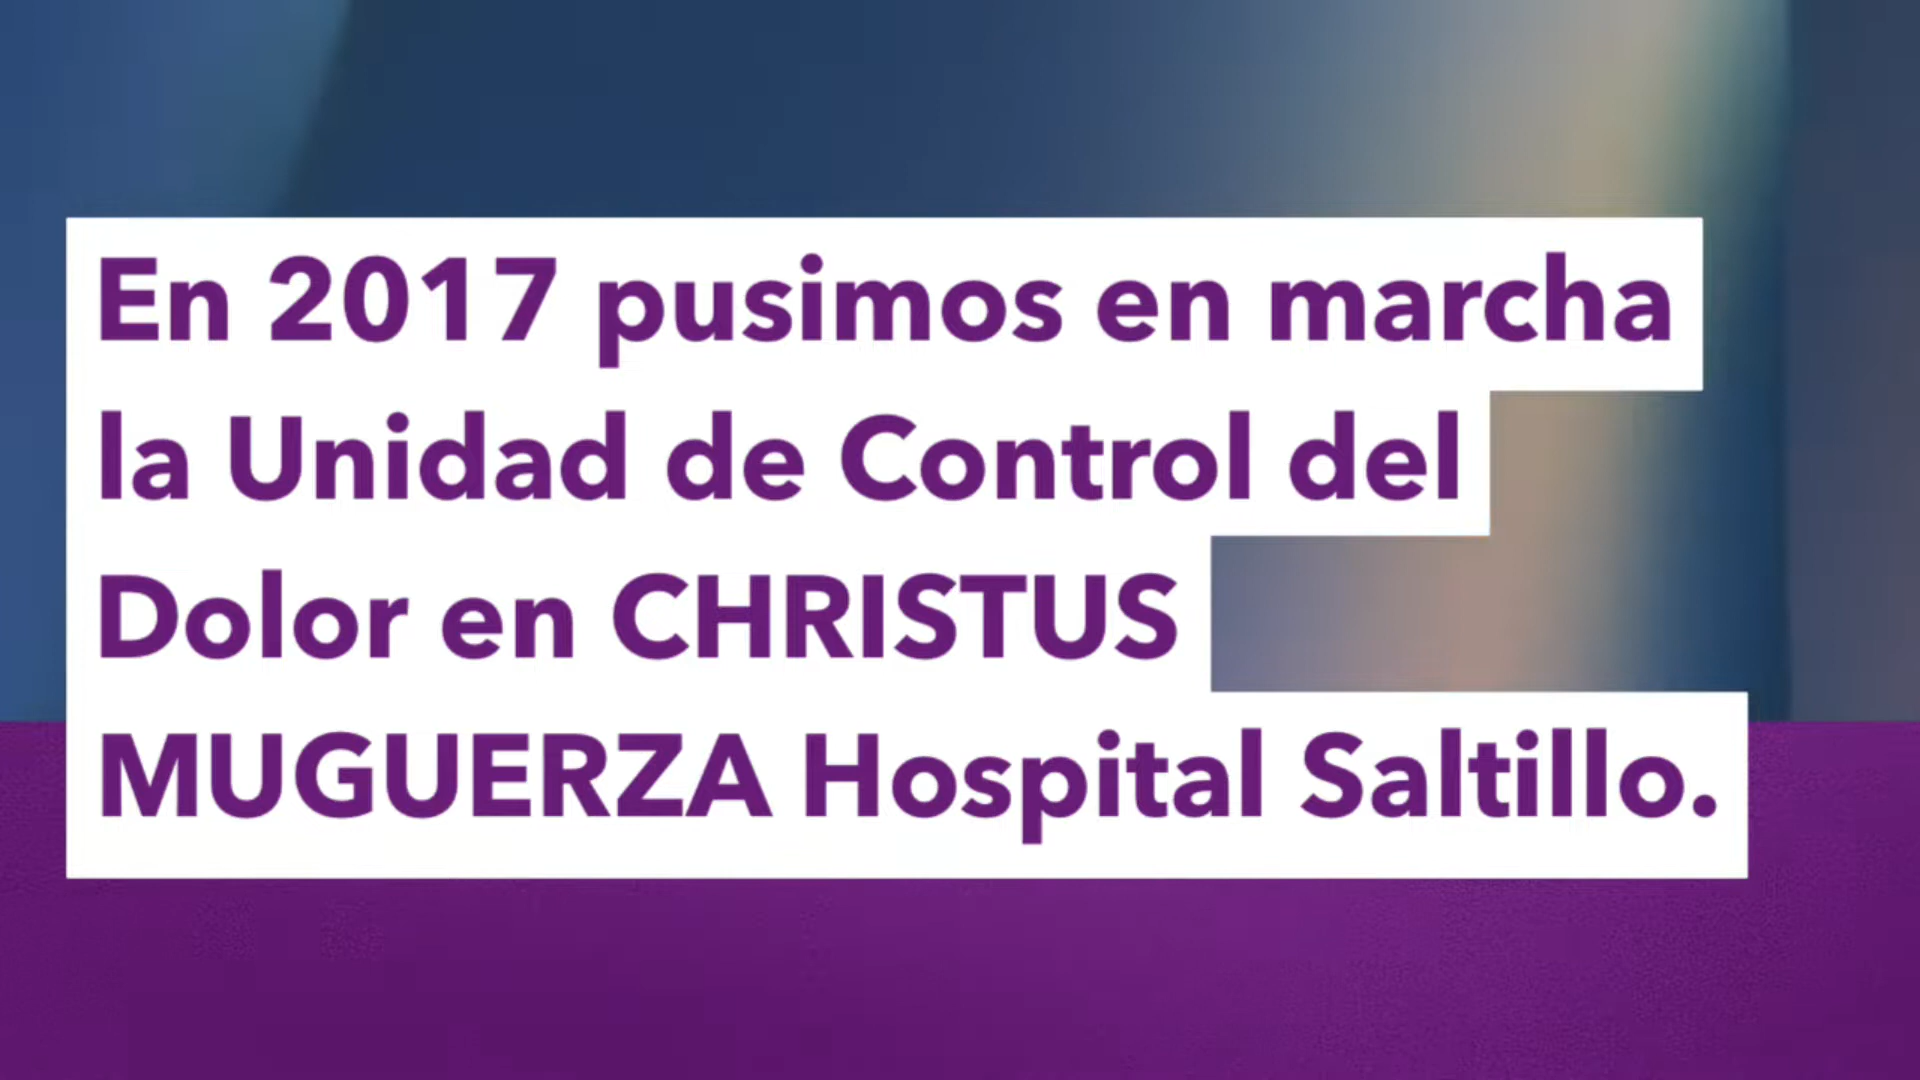 En 2017 pusimos en marcha
la Unidad de Control del
Dolor en CHRISTUS
MUGUERZA Hospital Saltillo.